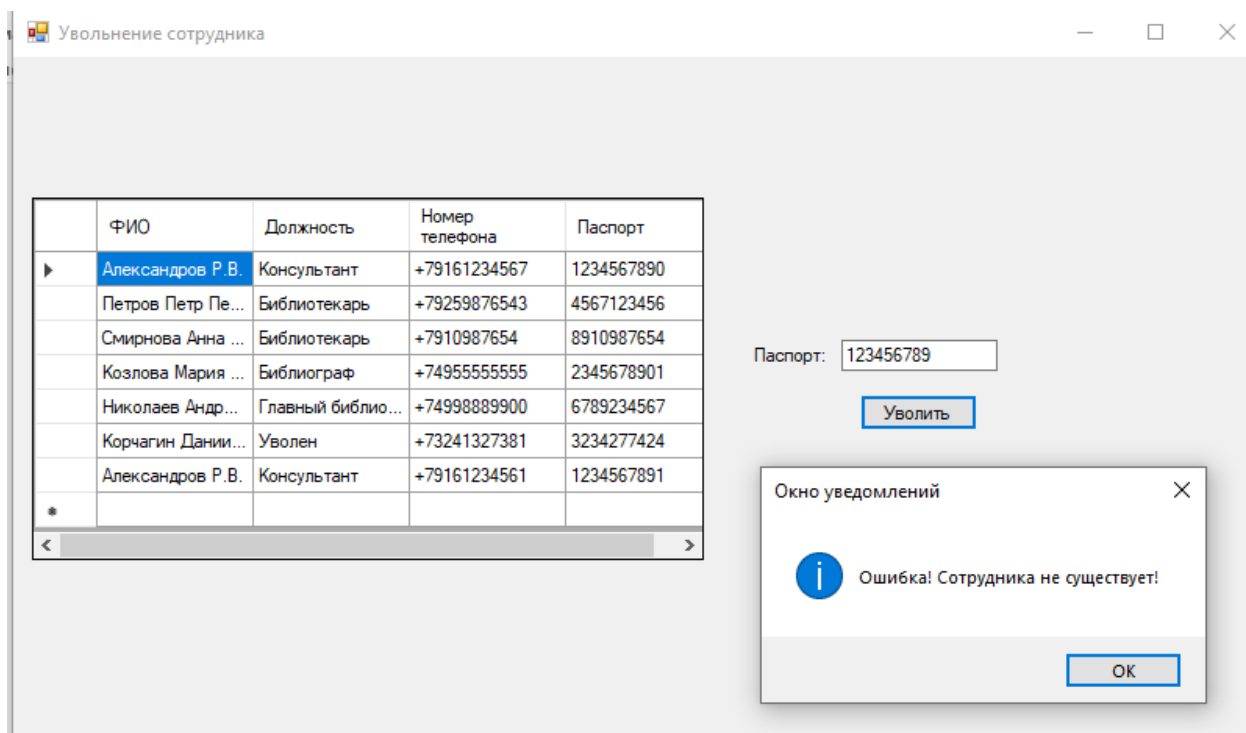 Увольнение сотрудника
ФИО Должность Номер телефона Паспорт
Александров Р.В. Консультант +79161234567 1234567890
Петров Петр Пе... Библиотекарь +79259876543 4567123456
Смирнова Анна ... Библиотекарь +7910987654 8910987654
Козлова Мария ... Библиограф +74955555555 2345678901
Николаев Андр... Главный библио... +74998889900 6789234567
Корчагин Дании... Уволен +73241327381 3234277424
Александров Р.В. Консультант +79161234561 1234567891
Паспорт: 123456789
Уволить
Окно уведомлений
Ошибка! Сотрудника не существует!
ОК